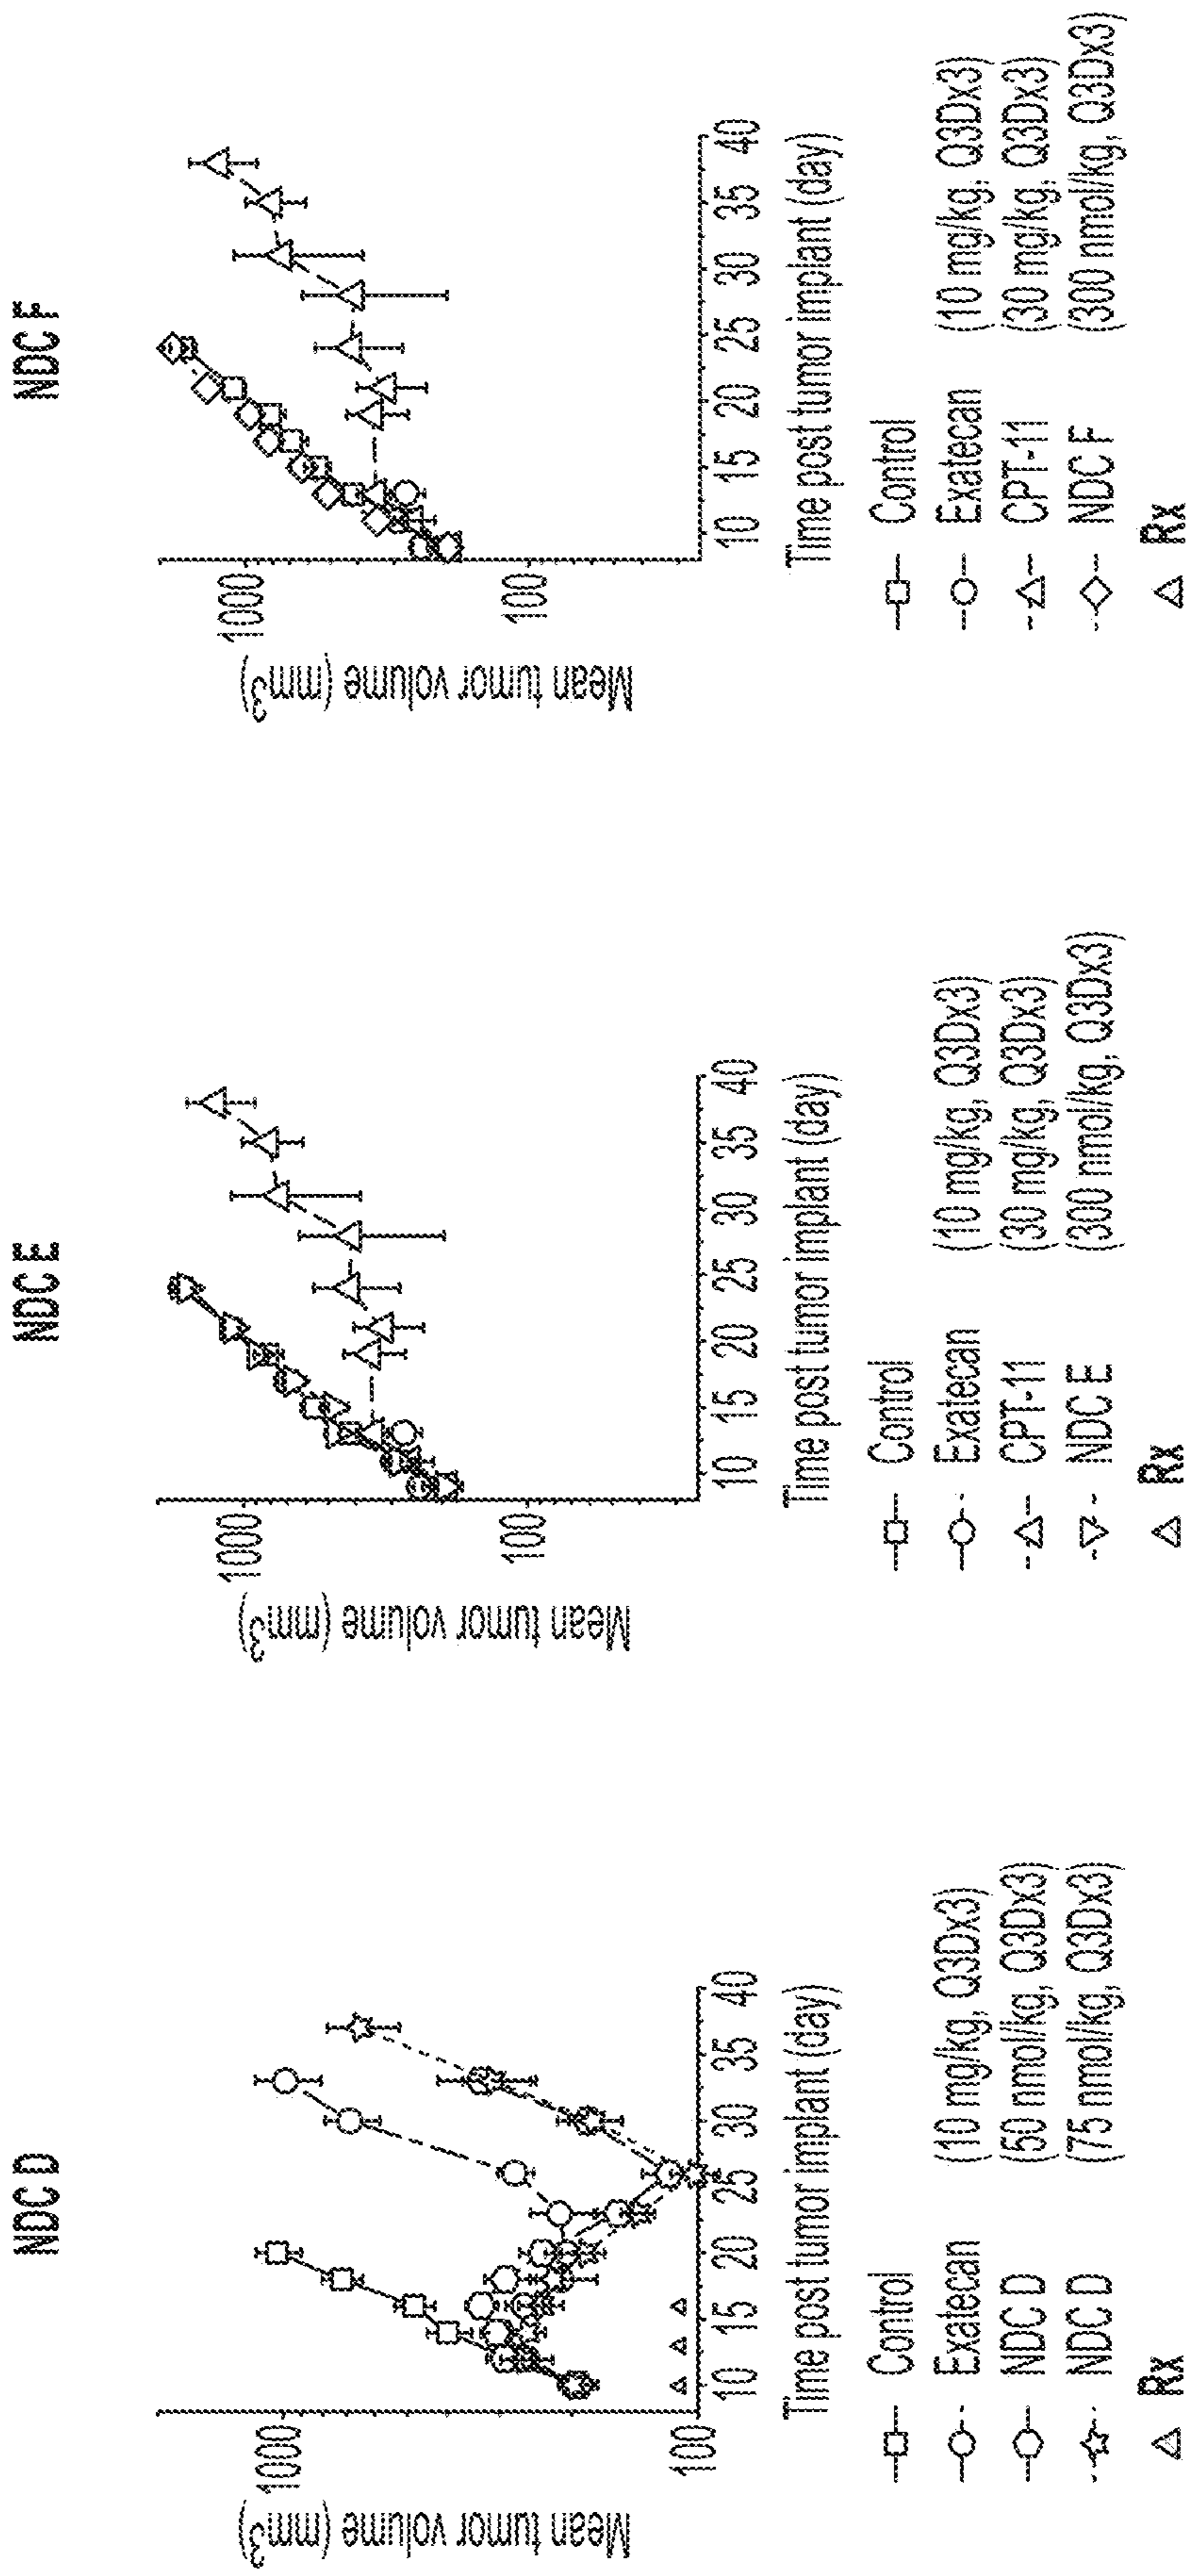 NDC D
Mean tumor volume (mm3)
1000
100
10 15 20 25 30 35 40
Time post tumor implant (day)
Control
Exatecan (10 mg/kg, Q3Dx3)
NDC D (50 nmol/kg, Q3Dx3)
NDC D (75 nmol/kg, Q3Dx3)
Rx
NDC E
Mean tumor volume (mm3)
1000
100
10 15 20 25 30 35 40
Time post tumor implant (day)
Control
Exatecan (10 mg/kg, Q3Dx3)
CPT-11 (30 mg/kg, Q3Dx3)
NDC E (300 nmol/kg, Q3Dx3)
Rx
NDC F
Mean tumor volume (mm3)
1000
100
10 15 20 25 30 35 40
Time post tumor implant (day)
Control
Exatecan (10 mg/kg, Q3Dx3)
CPT-11 (30 mg/kg, Q3Dx3)
NDC F (300 nmol/kg, Q3Dx3)
Rx